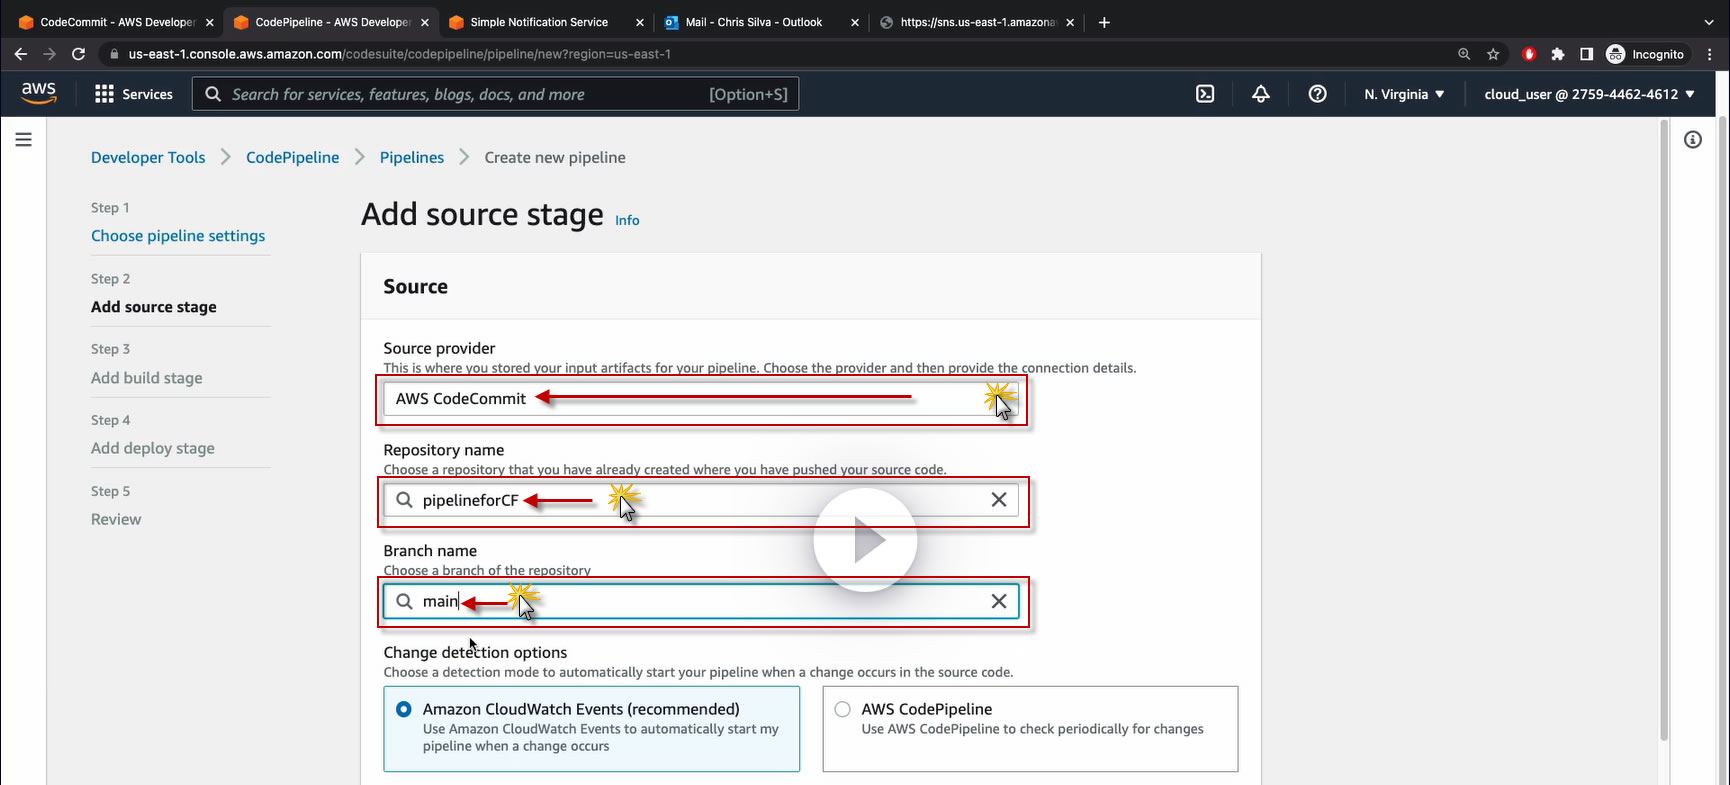 CodeCommit - AWS Developer
CodePipeline - AWS Developer
Simple Notification Service
Mail - Chris Silva - Outlook
https://sns.us-east-1.amazona
us-east-1.console.aws.amazon.com/codesuite/codepipeline/pipeline/new?region=us-east-1
Incognito
aws
Services
Search for services, features, blogs, docs, and more
[Option+S]
N. Virginia
cloud_user @ 2759-4462-4612
Developer Tools
CodePipeline
Pipelines
Create new pipeline
Step 1
Choose pipeline settings
Step 2
Add source stage
Step 3
Add build stage
Step 4
Add deploy stage
Step 5
Review
Add source stage
Info
Source
Source provider
This is where you stored your input artifacts for your pipeline. Choose the provider and then provide the connection details.
AWS CodeCommit
Repository name
Choose a repository that you have already created where you have pushed your source code.
pipelineforCF
Branch name
Choose a branch of the repository
main
Change detection options
Choose a detection mode to automatically start your pipeline when a change occurs in the source code.
Amazon CloudWatch Events (recommended)
Use Amazon CloudWatch Events to automatically start my
pipeline when a change occurs
AWS CodePipeline
Use AWS CodePipeline to check periodically for changes